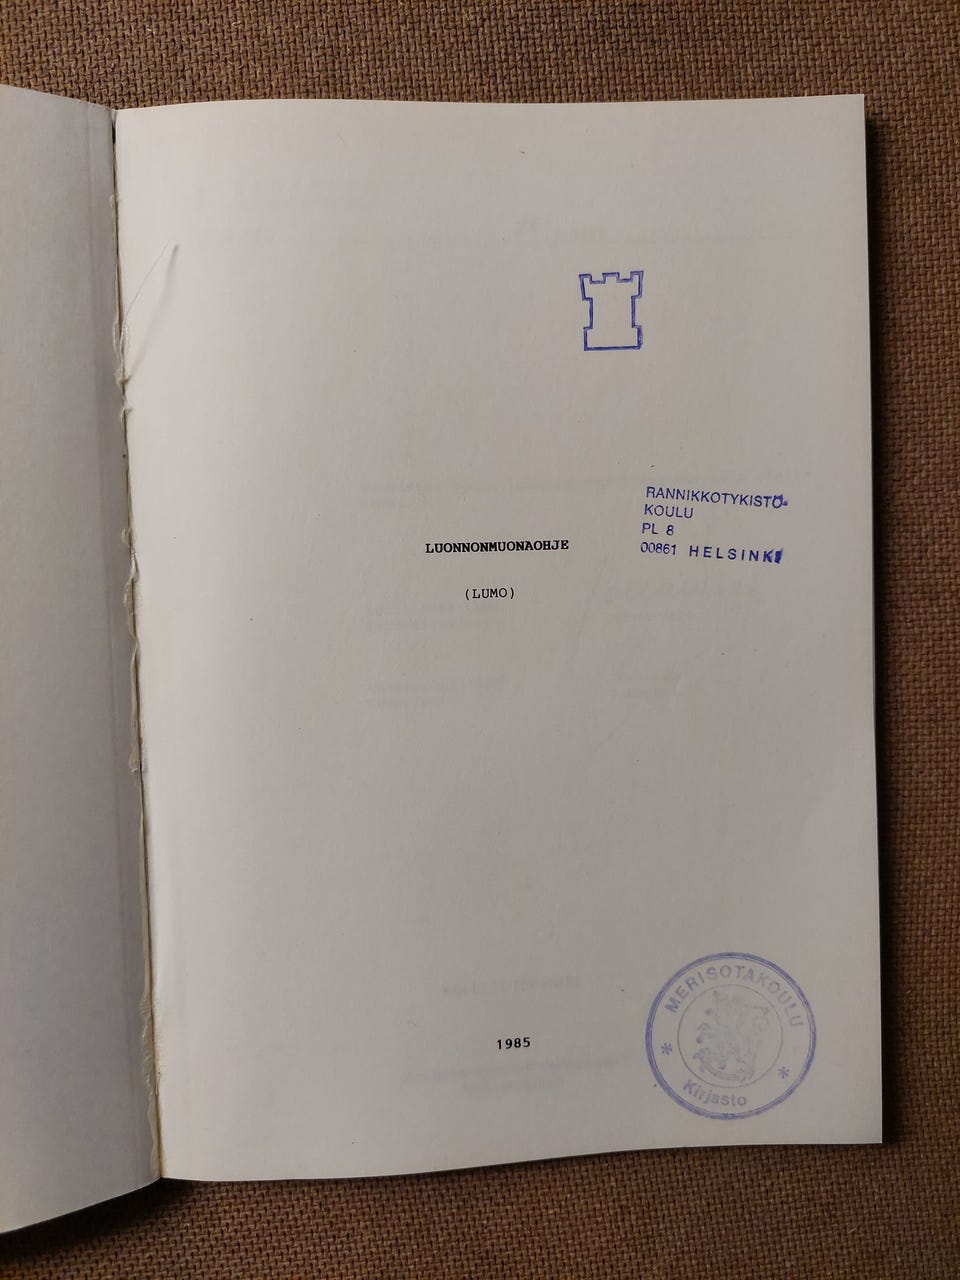 RANNIKKOTYKISTÖ-
KOULU
PL 8
00861 HELSINKI
LUONNONMUONAOHJE
(LUMO)
1985
MERISOTAKOULU
* *
Kirjasto